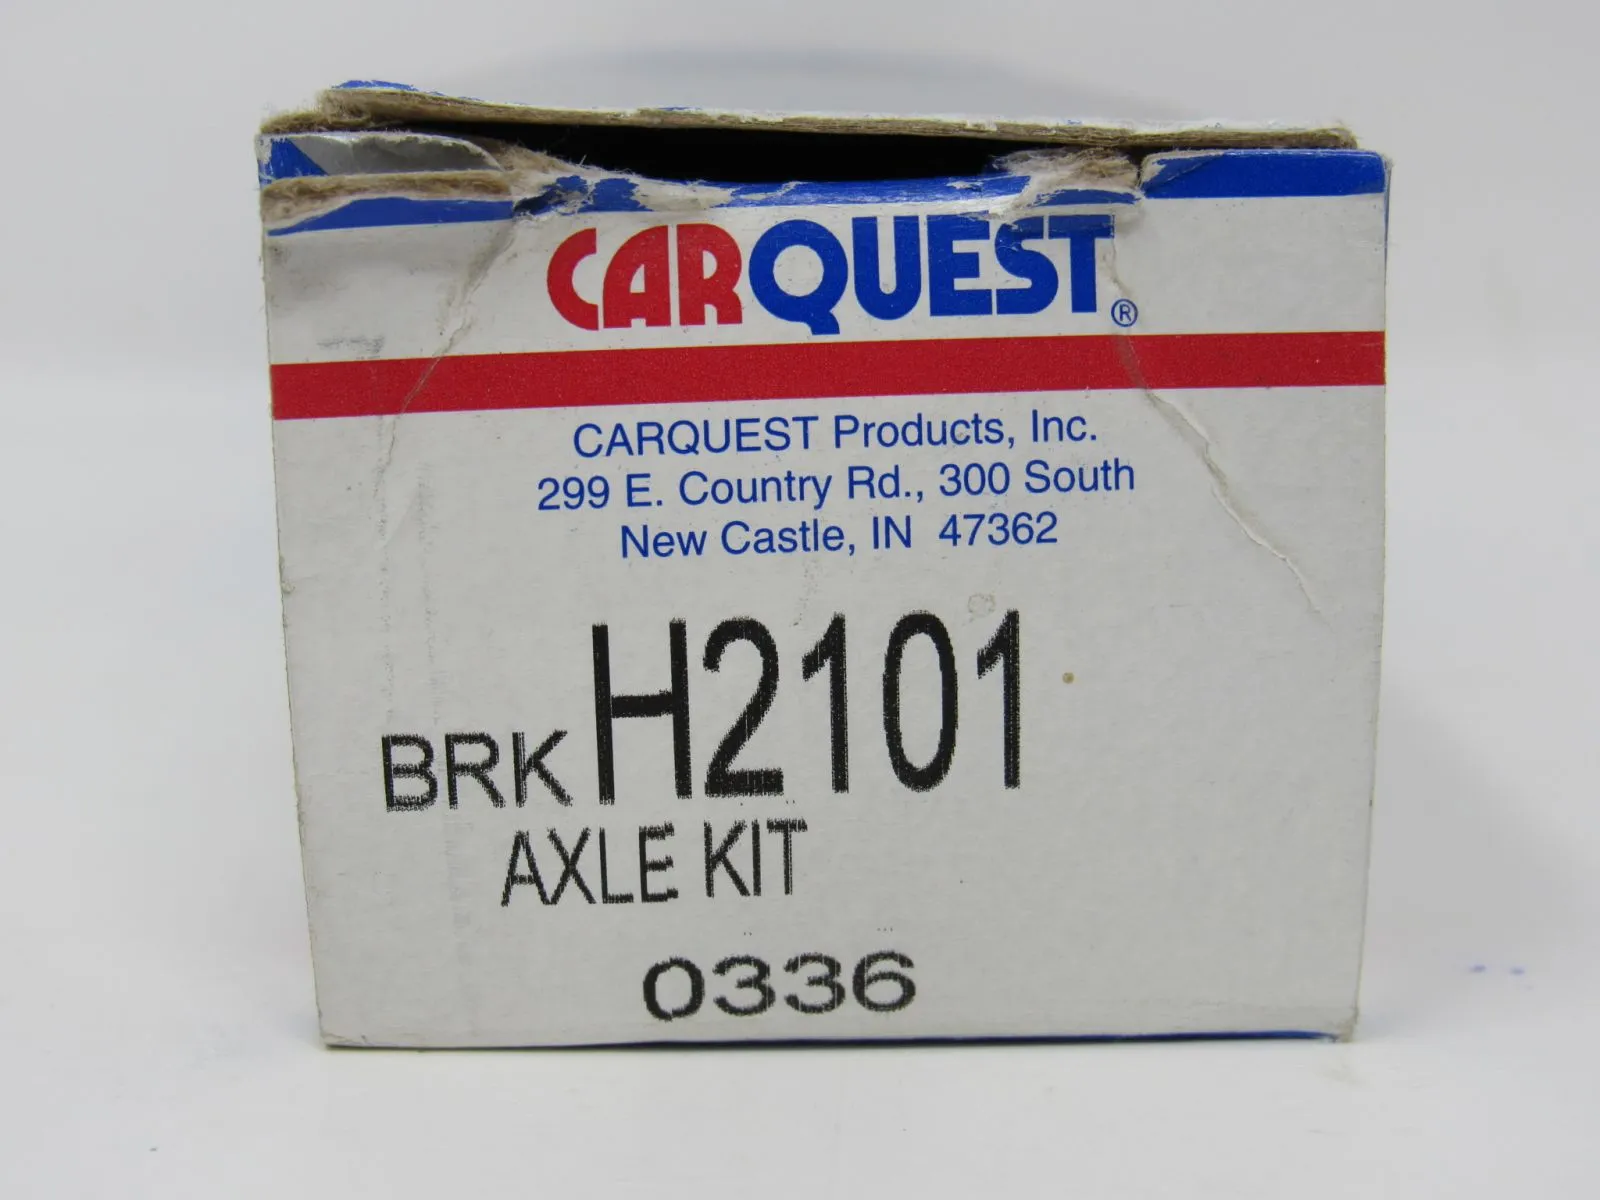 CARQUEST®
CARQUEST Products, Inc.
299 E. Country Rd., 300 South
New Castle, IN 47362
BRK H2101
AXLE KIT
0336